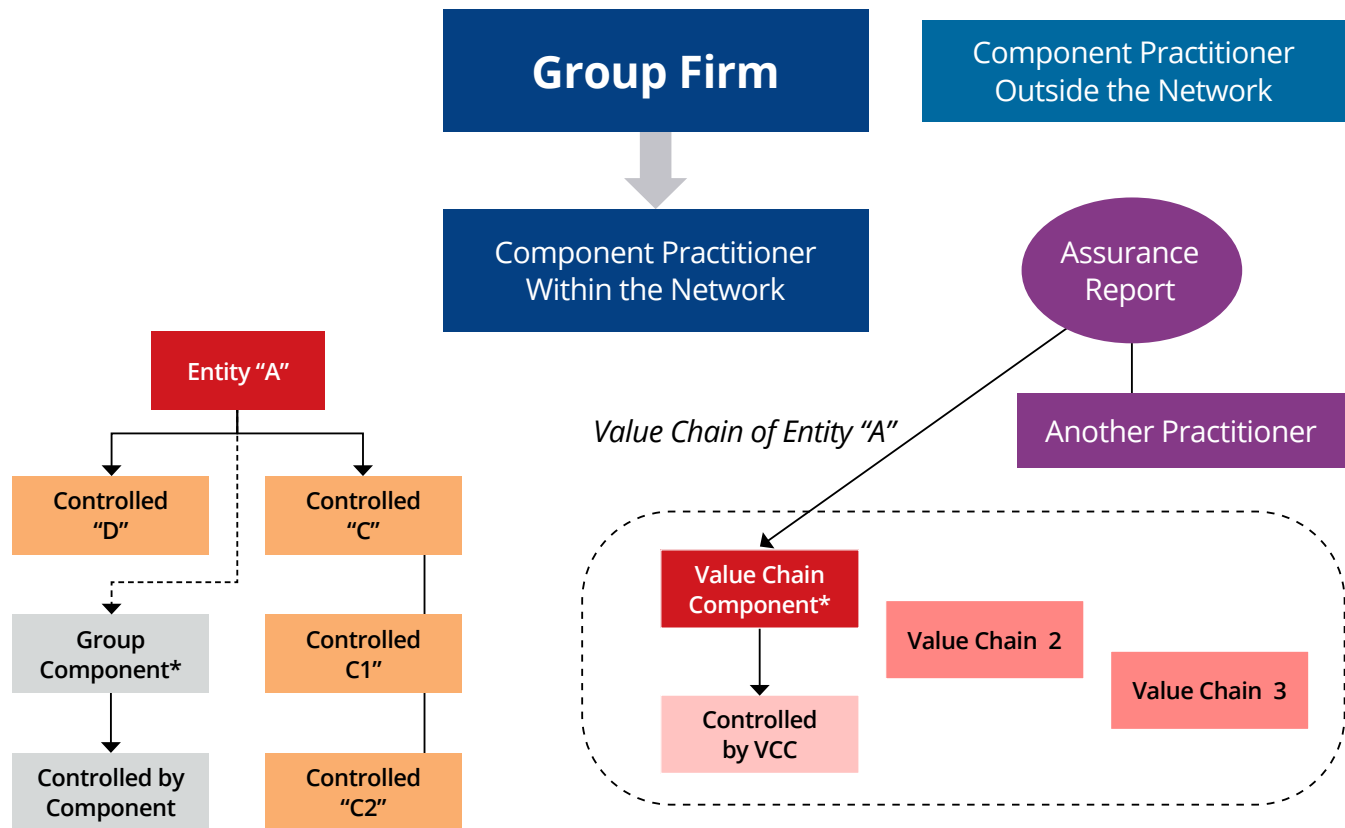 Group Firm
Component Practitioner
Outside the Network
Component Practitioner
Within the Network
Assurance
Report
Another Practitioner
Entity “A”
Controlled
“D”
Controlled
“C”
Group
Component*
Controlled
C1”
Controlled by
Component
Controlled
“C2”
Value Chain of Entity “A”
Value Chain
Component*
Value Chain 2
Value Chain 3
Controlled
by VCC